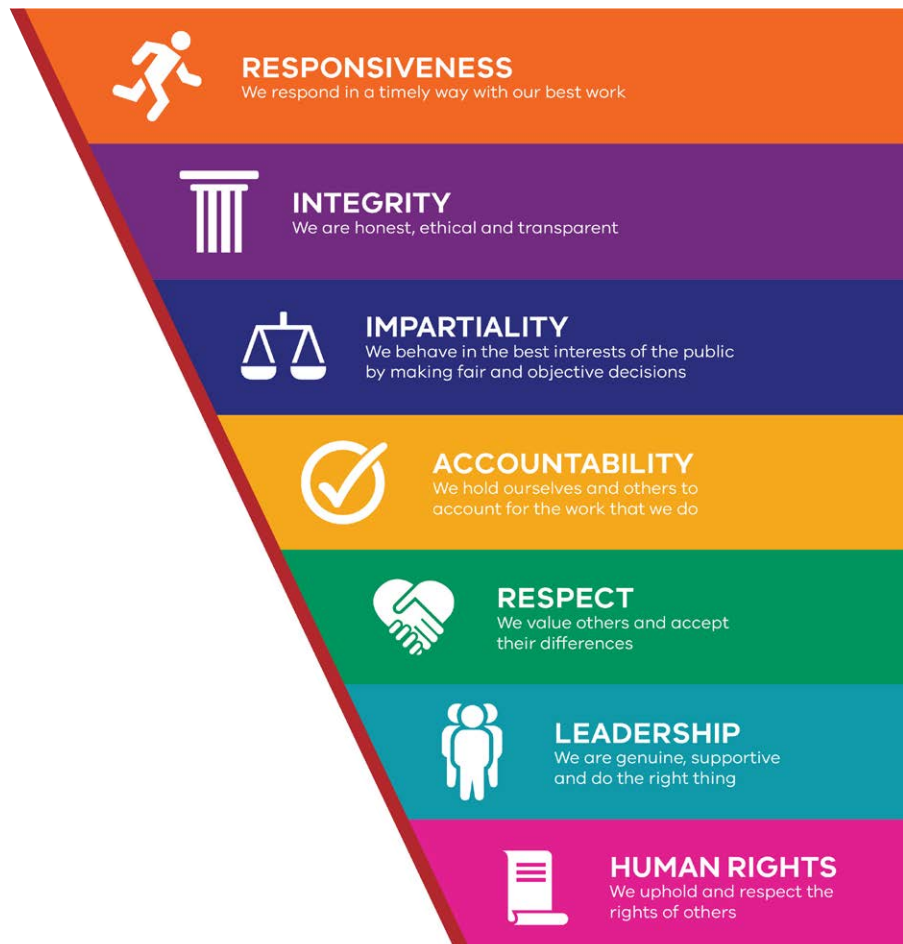 RESPONSIVENESS
We respond in a timely way with our best work
INTEGRITY
We are honest, ethical and transparent
IMPARTIALITY
We behave in the best interests of the public
by making fair and objective decisions
ACCOUNTABILITY
We hold ourselves and others to
account for the work that we do
RESPECT
We value others and accept
their differences
LEADERSHIP
We are genuine, supportive
and do the right thing
HUMAN RIGHTS
We uphold and respect the
rights of others